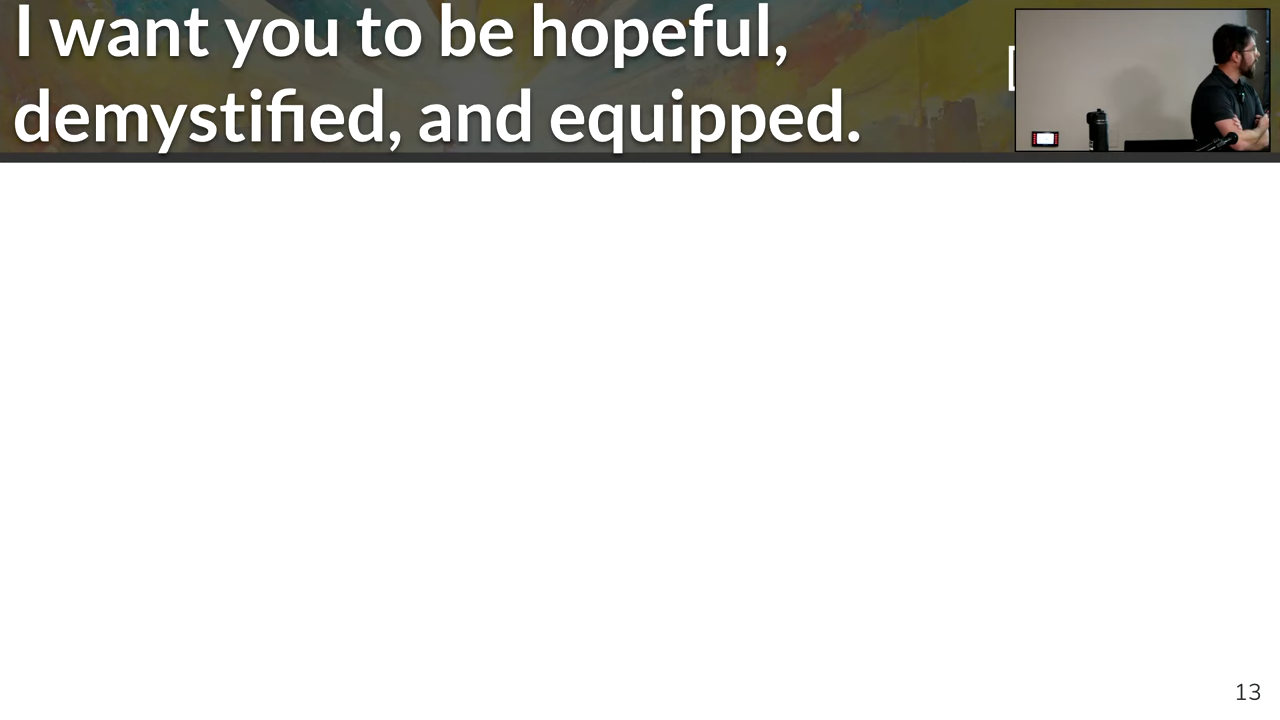 I want you to be hopeful,
demystified, and equipped.
[
13